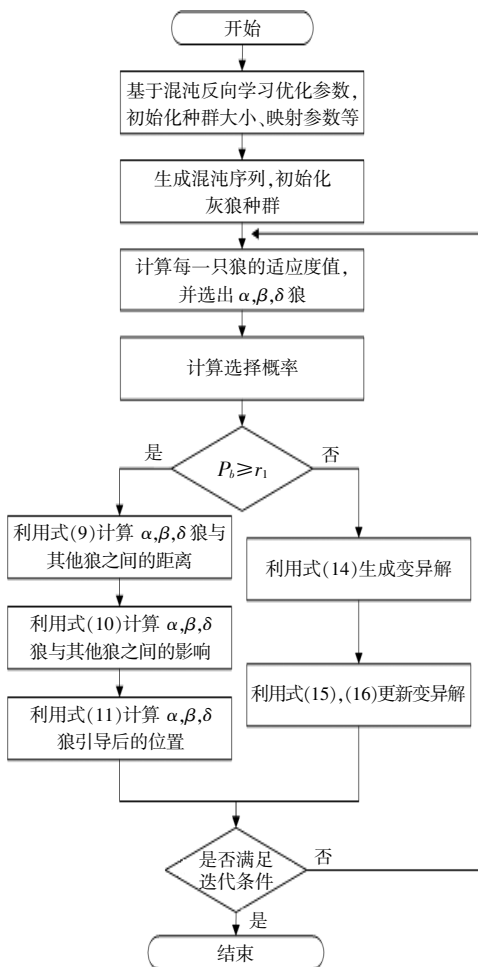 开始
基于混沌反向学习优化参数,
初始化种群大小、映射参数等
生成混沌序列,初始化
灰狼种群
计算每一只狼的适应度值,
并选出 α,β,δ 狼
计算选择概率
是
P_b≥r_1
否
利用式(9)计算 α,β,δ 狼与
其他狼之间的距离
利用式(10)计算 α,β,δ
狼与其他狼之间的影响
利用式(11)计算 α,β,δ
狼引导后的位置
利用式(14)生成变异解
利用式(15),(16)更新变异解
是否满足
迭代条件
否
是
结束